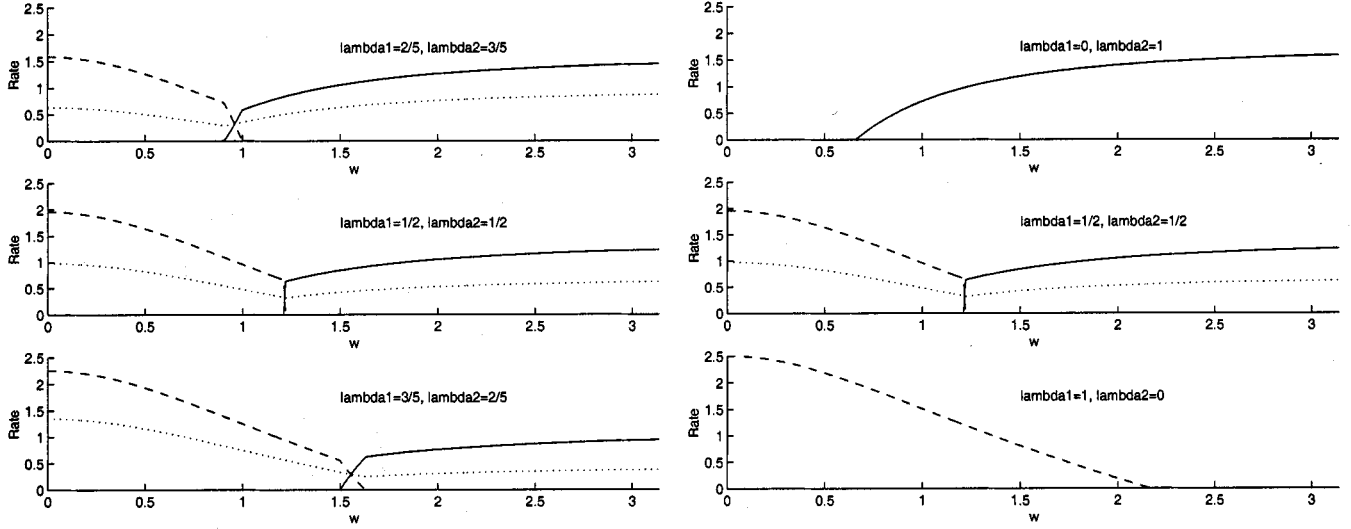 2.5
2
lambda1=2/5, lambda2=3/5
1.5
Rate
1
0.5
0
0 0.5 1 1.5 2 2.5 3
w
2.5
2
lambda1=1/2, lambda2=1/2
1.5
Rate
1
0.5
0
0 0.5 1 1.5 2 2.5 3
w
2.5
2
lambda1=3/5, lambda2=2/5
1.5
Rate
1
0.5
0
0 0.5 1 1.5 2 2.5 3
w
2.5
2
lambda1=0, lambda2=1
1.5
Rate
1
0.5
0
0 0.5 1 1.5 2 2.5 3
w
2.5
2
lambda1=1/2, lambda2=1/2
1.5
Rate
1
0.5
0
0 0.5 1 1.5 2 2.5 3
w
2.5
2
lambda1=1, lambda2=0
1.5
Rate
1
0.5
0
0 0.5 1 1.5 2 2.5 3
w